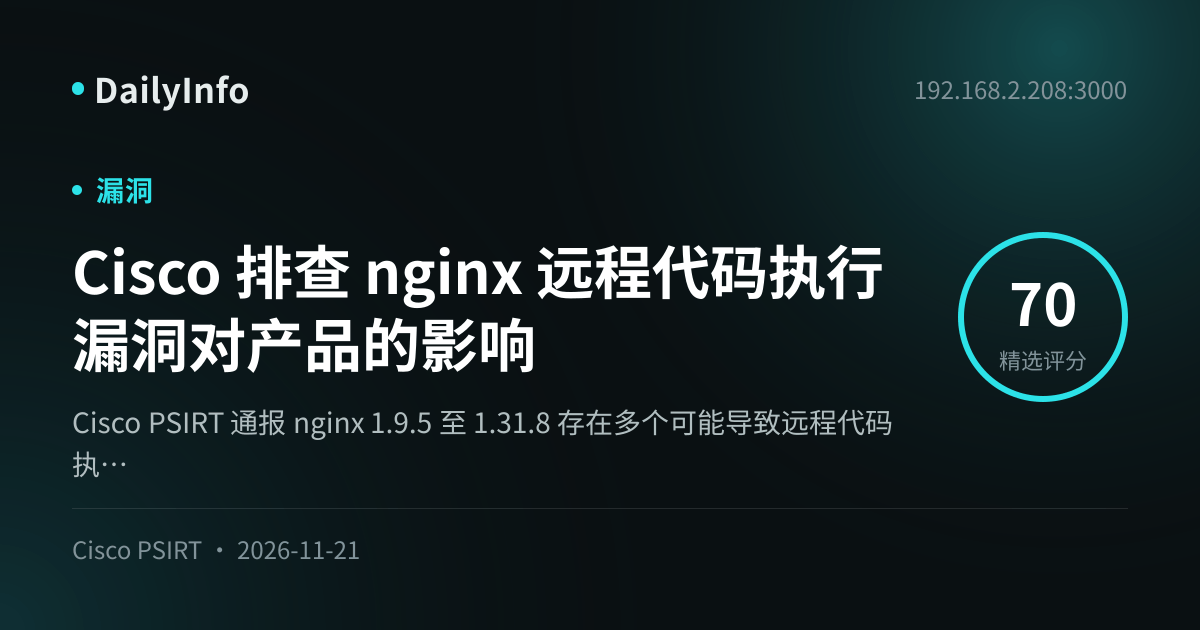 DailyInfo
192.168.2.208:3000
漏洞
Cisco 排查 nginx 远程代码执行
漏洞对产品的影响
70
精选评分
Cisco PSIRT 通报 nginx 1.9.5 至 1.31.8 存在多个可能导致远程代码
执…
Cisco PSIRT · 2026-11-21